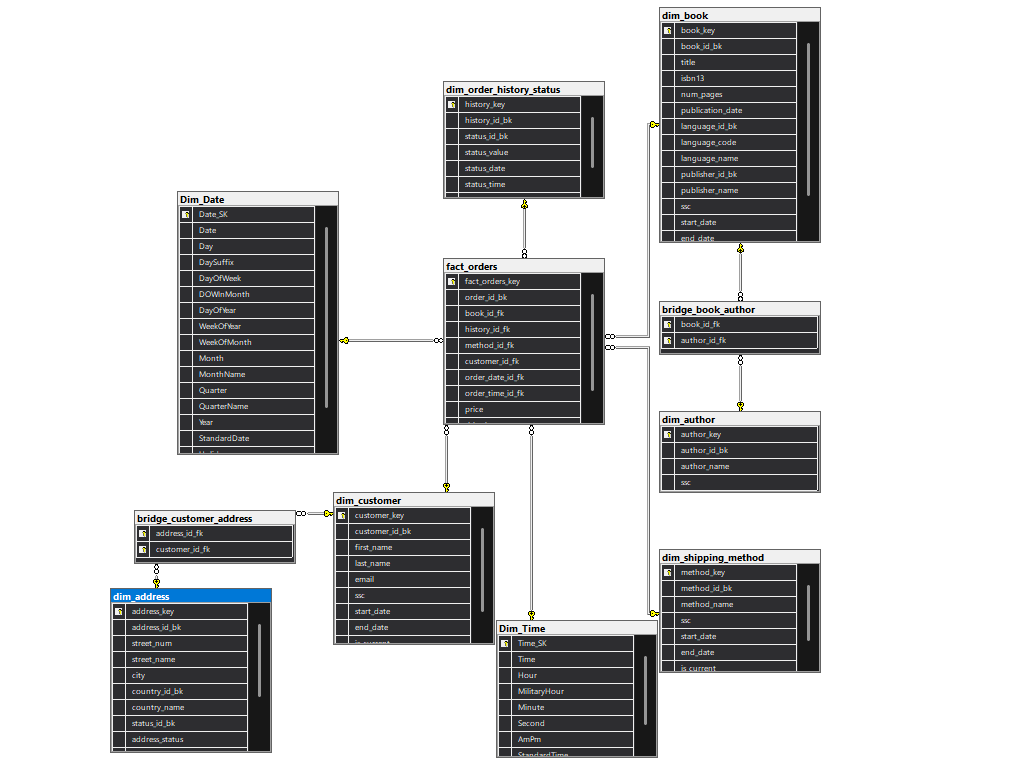 dim_book
book_key
book_id_bk
title
isbn13
num_pages
publication_date
language_id_bk
language_code
language_name
publisher_id_bk
publisher_name
ssc
start_date
end_date
dim_order_history_status
history_key
history_id_bk
status_id_bk
status_value
status_date
status_time
Dim_Date
Date_SK
Date
Day
DaySuffix
DayOfWeek
DOWInMonth
DayOfYear
WeekOfYear
WeekOfMonth
Month
MonthName
Quarter
QuarterName
Year
StandardDate
fact_orders
fact_orders_key
order_id_bk
book_id_fk
history_id_fk
method_id_fk
customer_id_fk
order_date_id_fk
order_time_id_fk
price
bridge_book_author
book_id_fk
author_id_fk
dim_author
author_key
author_id_bk
author_name
ssc
dim_customer
customer_key
customer_id_bk
first_name
last_name
email
ssc
start_date
end_date
is_current
bridge_customer_address
address_id_fk
customer_id_fk
dim_address
address_key
address_id_bk
street_num
street_name
city
country_id_bk
country_name
status_id_bk
address_status
Dim_Time
Time_SK
Time
Hour
MilitaryHour
Minute
Second
AmPm
StandardTime
dim_shipping_method
method_key
method_id_bk
method_name
ssc
start_date
end_date
is_current